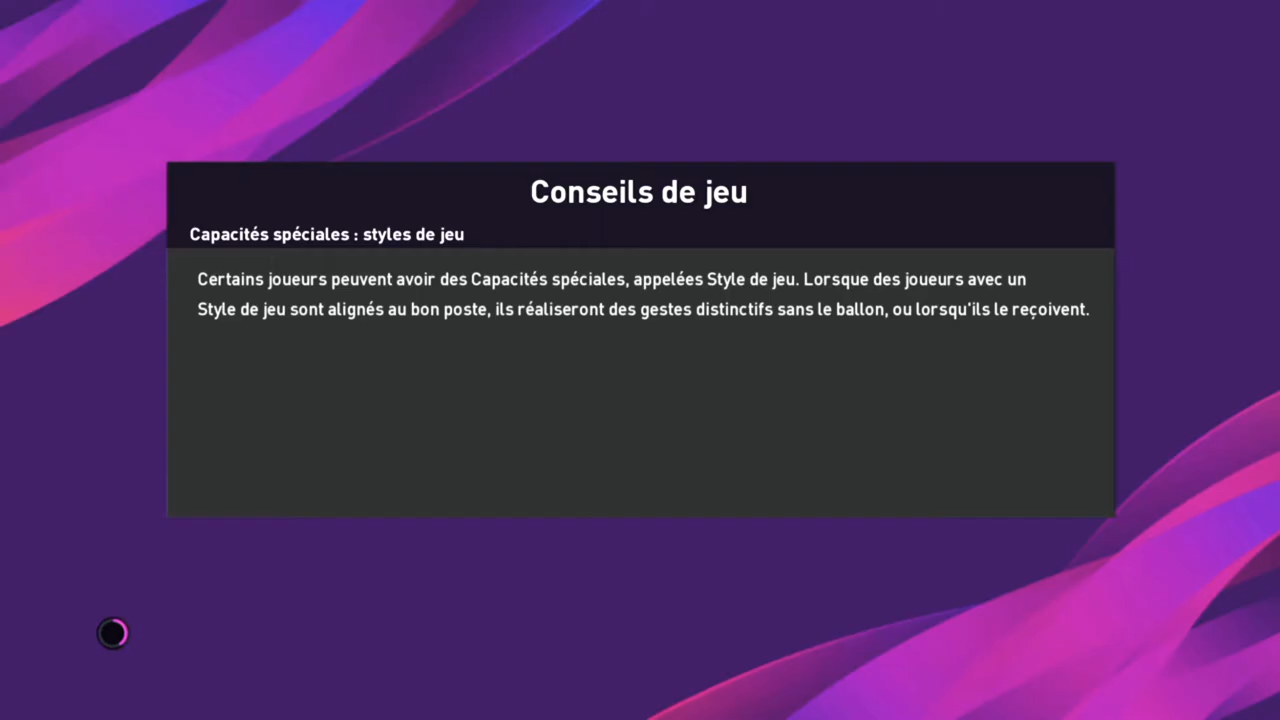 Conseils de jeu
Capacités spéciales : styles de jeu
Certains joueurs peuvent avoir des Capacités spéciales, appelées Style de jeu. Lorsque des joueurs avec un
Style de jeu sont alignés au bon poste, ils réaliseront des gestes distinctifs sans le ballon, ou lorsqu'ils le reçoivent.